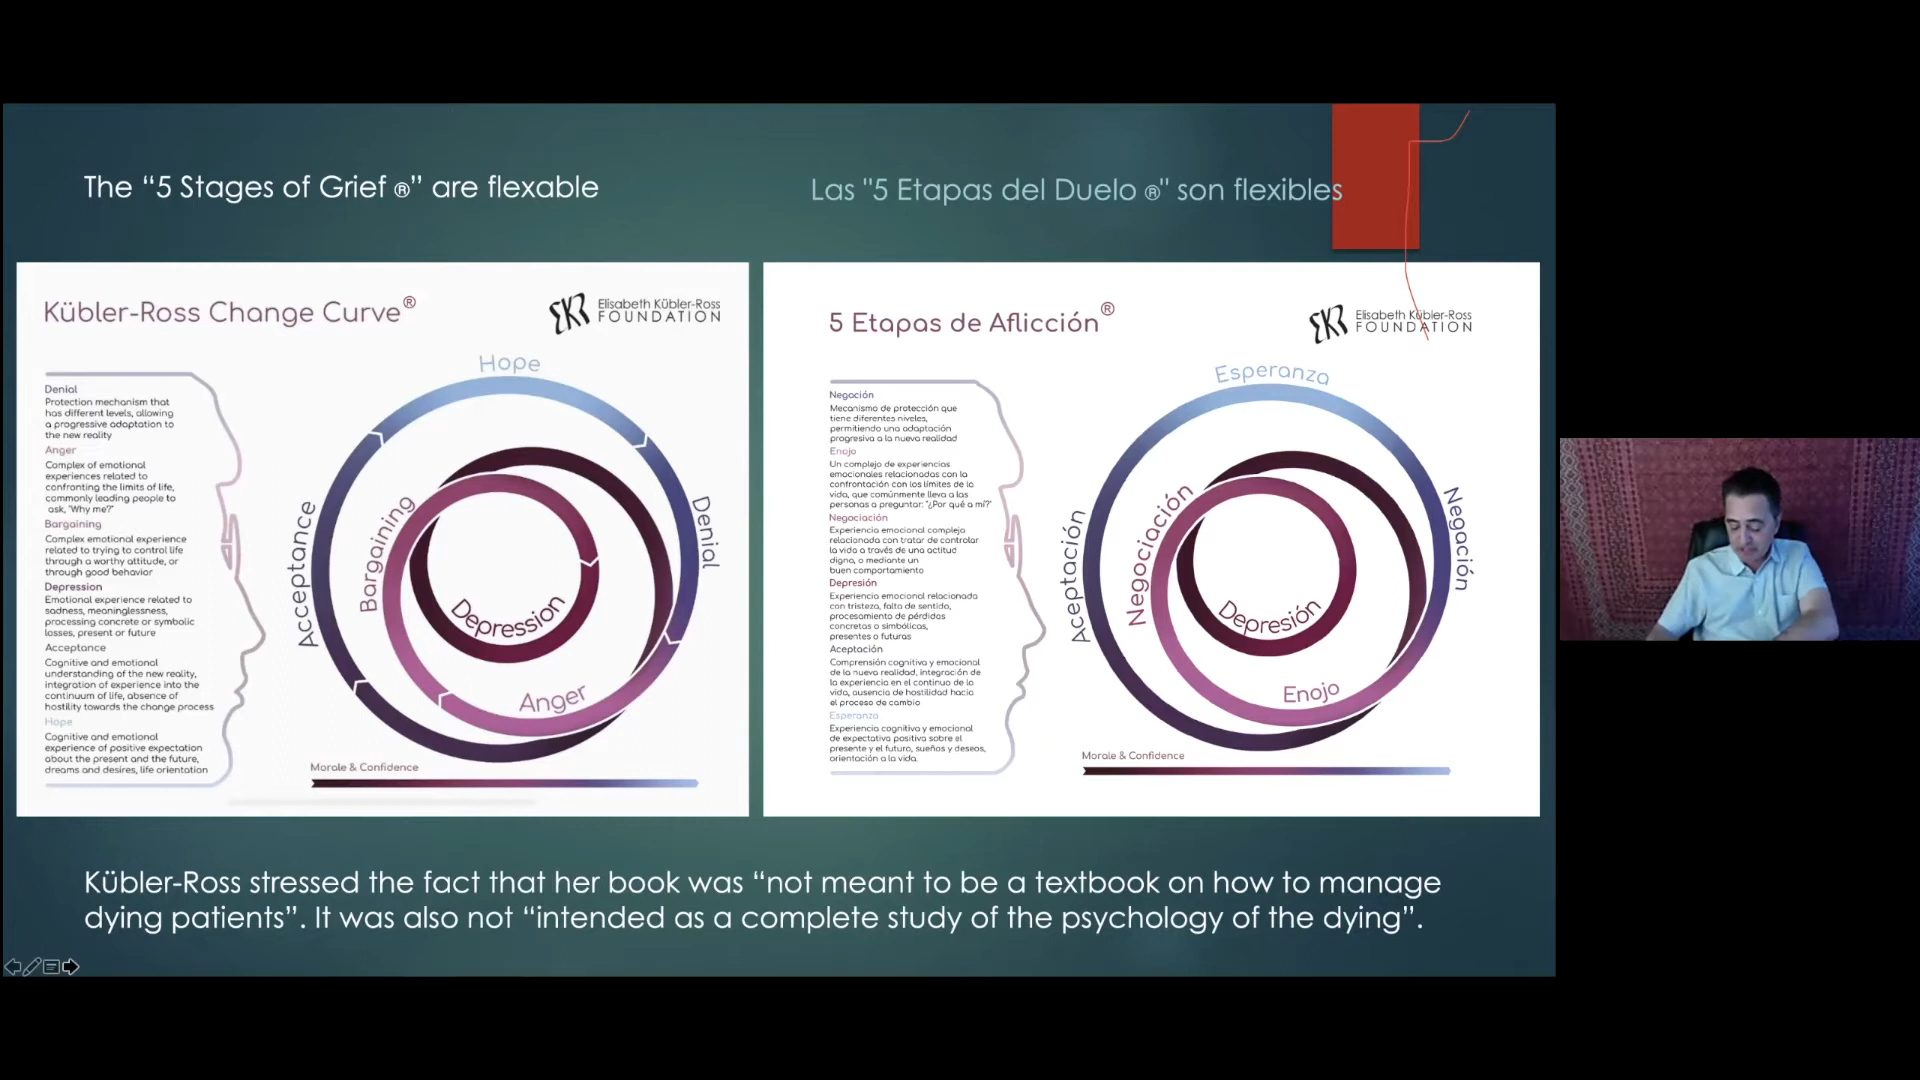 The “5 Stages of Grief ®” are flexable
Las "5 Etapas del Duelo ®" son flexibles
Kübler-Ross Change Curve®
Elisabeth Kübler-Ross
FOUNDATION
Denial
Protection mechanism that
has different levels, allowing
a progressive adaptation to
the new reality
Anger
Complex of emotional
experiences related to
confronting the limits of life,
commonly leading people to
ask, "Why me?"
Bargaining
Complex emotional experience
related to trying to control life
through a worthy attitude, or
through good behavior
Depression
Emotional experience related to
sadness, meaninglessness,
processing concrete or symbolic
losses, present or future
Acceptance
Cognitive and emotional
understanding of the new reality,
integration of experience into the
continuum of life, absence of
hostility towards the change process
Hope
Cognitive and emotional
experience of positive expectation
about the present and the future,
dreams and desires, life orientation
Hope
Denial
Acceptance
Bargaining
Depression
Anger
Morale & Confidence
5 Etapas de Aflicción®
Elisabeth Kübler-Ross
FOUNDATION
Negación
Mecanismo de protección que
tiene diferentes niveles,
permitiendo una adaptación
progresiva a la nueva realidad
Enojo
Un complejo de experiencias
emocionales relacionadas con la
confrontación con los límites de la
vida, que comúnmente lleva a las
personas a preguntar: "¿Por qué a mí?"
Negociación
Experiencia emocional compleja
relacionada con tratar de controlar
la vida a través de una actitud
digna, o mediante un
buen comportamiento
Depresión
Experiencia emocional relacionada
con tristeza, falta de sentido,
procesamiento de pérdidas
concretas o simbólicas,
presentes o futuras
Aceptación
Comprensión cognitiva y emocional
de la nueva realidad, integración de
la experiencia en el continuo de la
vida, ausencia de hostilidad hacia
el proceso de cambio
Esperanza
Experiencia cognitiva y emocional
de expectativa positiva sobre el
presente y el futuro, sueños y deseos,
orientación a la vida.
Esperanza
Negación
Aceptación
Negociación
Depresión
Enojo
Morale & Confidence
Kübler-Ross stressed the fact that her book was “not meant to be a textbook on how to manage
dying patients”. It was also not “intended as a complete study of the psychology of the dying”.